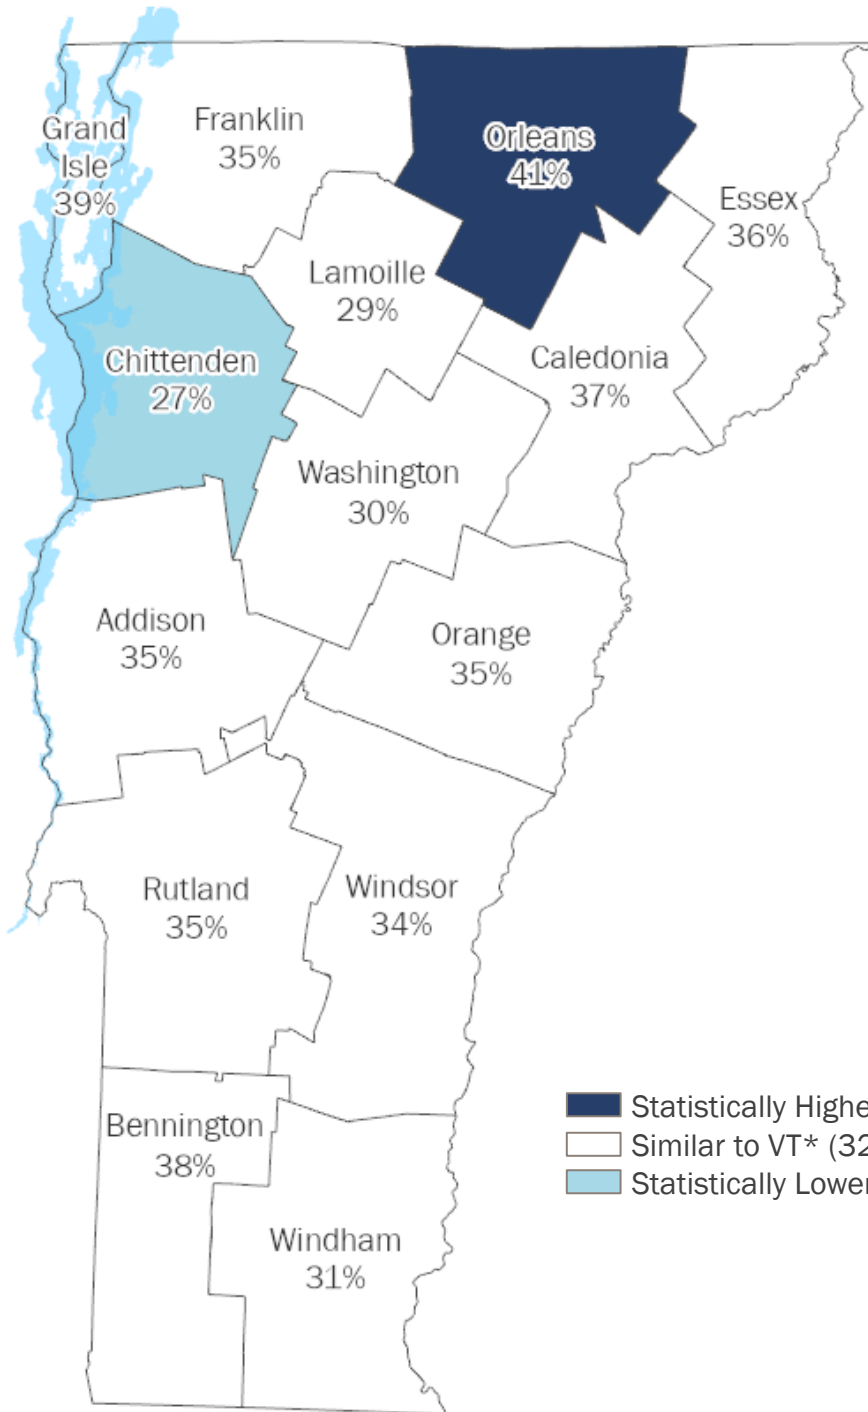 Grand
Isle
39%
Franklin
35%
Orleans
41%
Essex
36%
Lamoille
29%
Chittenden
27%
Caledonia
37%
Washington
30%
Addison
35%
Orange
35%
Rutland
35%
Windsor
34%
Bennington
38%
Windham
31%
Statistically Highe
Similar to VT* (32
Statistically Lower